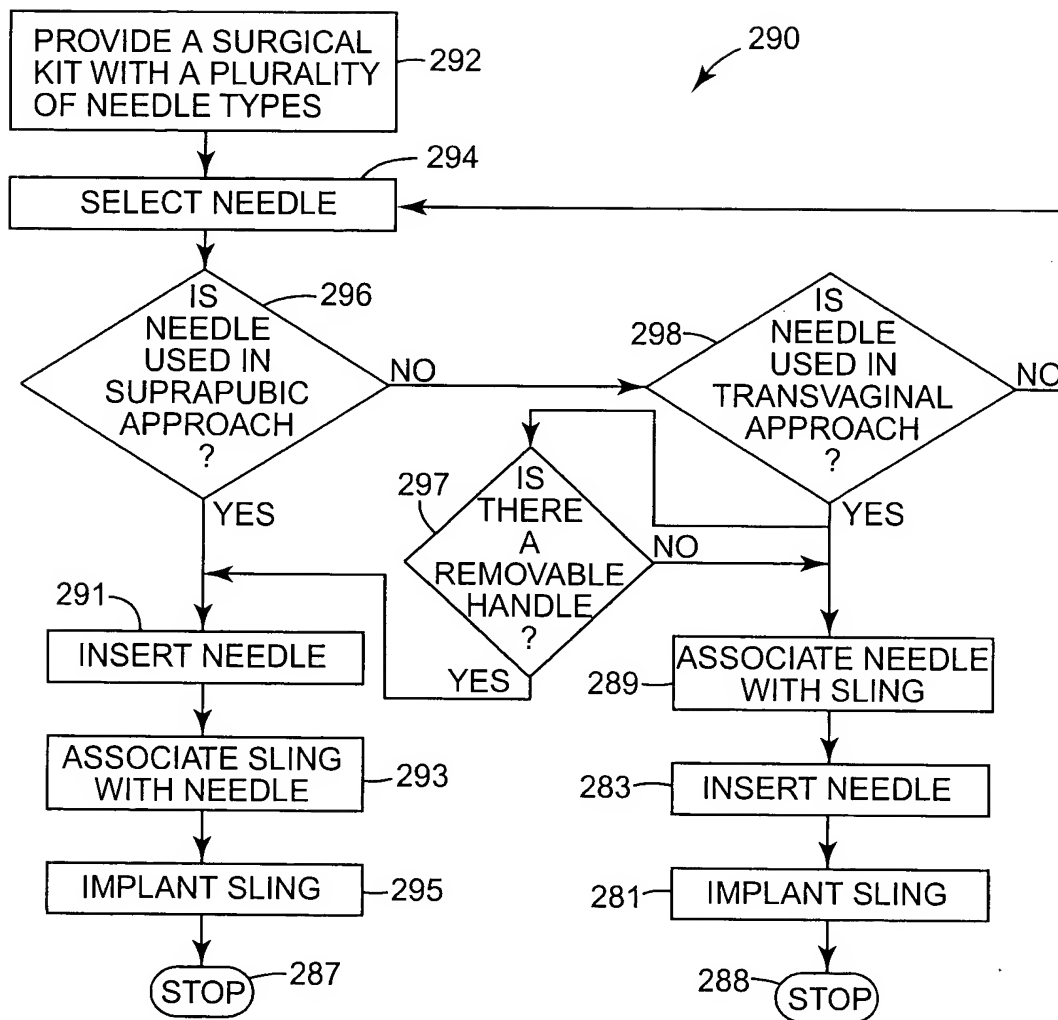 PROVIDE A SURGICAL
KIT WITH A PLURALITY
OF NEEDLE TYPES
292
290
294
SELECT NEEDLE
296
IS
NEEDLE
USED IN
SUPRAPUBIC
APPROACH
?
NO
YES
298
IS
NEEDLE
USED IN
TRANSVAGINAL
APPROACH
?
NO
YES
297
IS
THERE
A
REMOVABLE
HANDLE
?
NO
YES
291
INSERT NEEDLE
ASSOCIATE SLING
WITH NEEDLE
293
IMPLANT SLING
295
STOP
287
289
ASSOCIATE NEEDLE
WITH SLING
283
INSERT NEEDLE
281
IMPLANT SLING
288
STOP